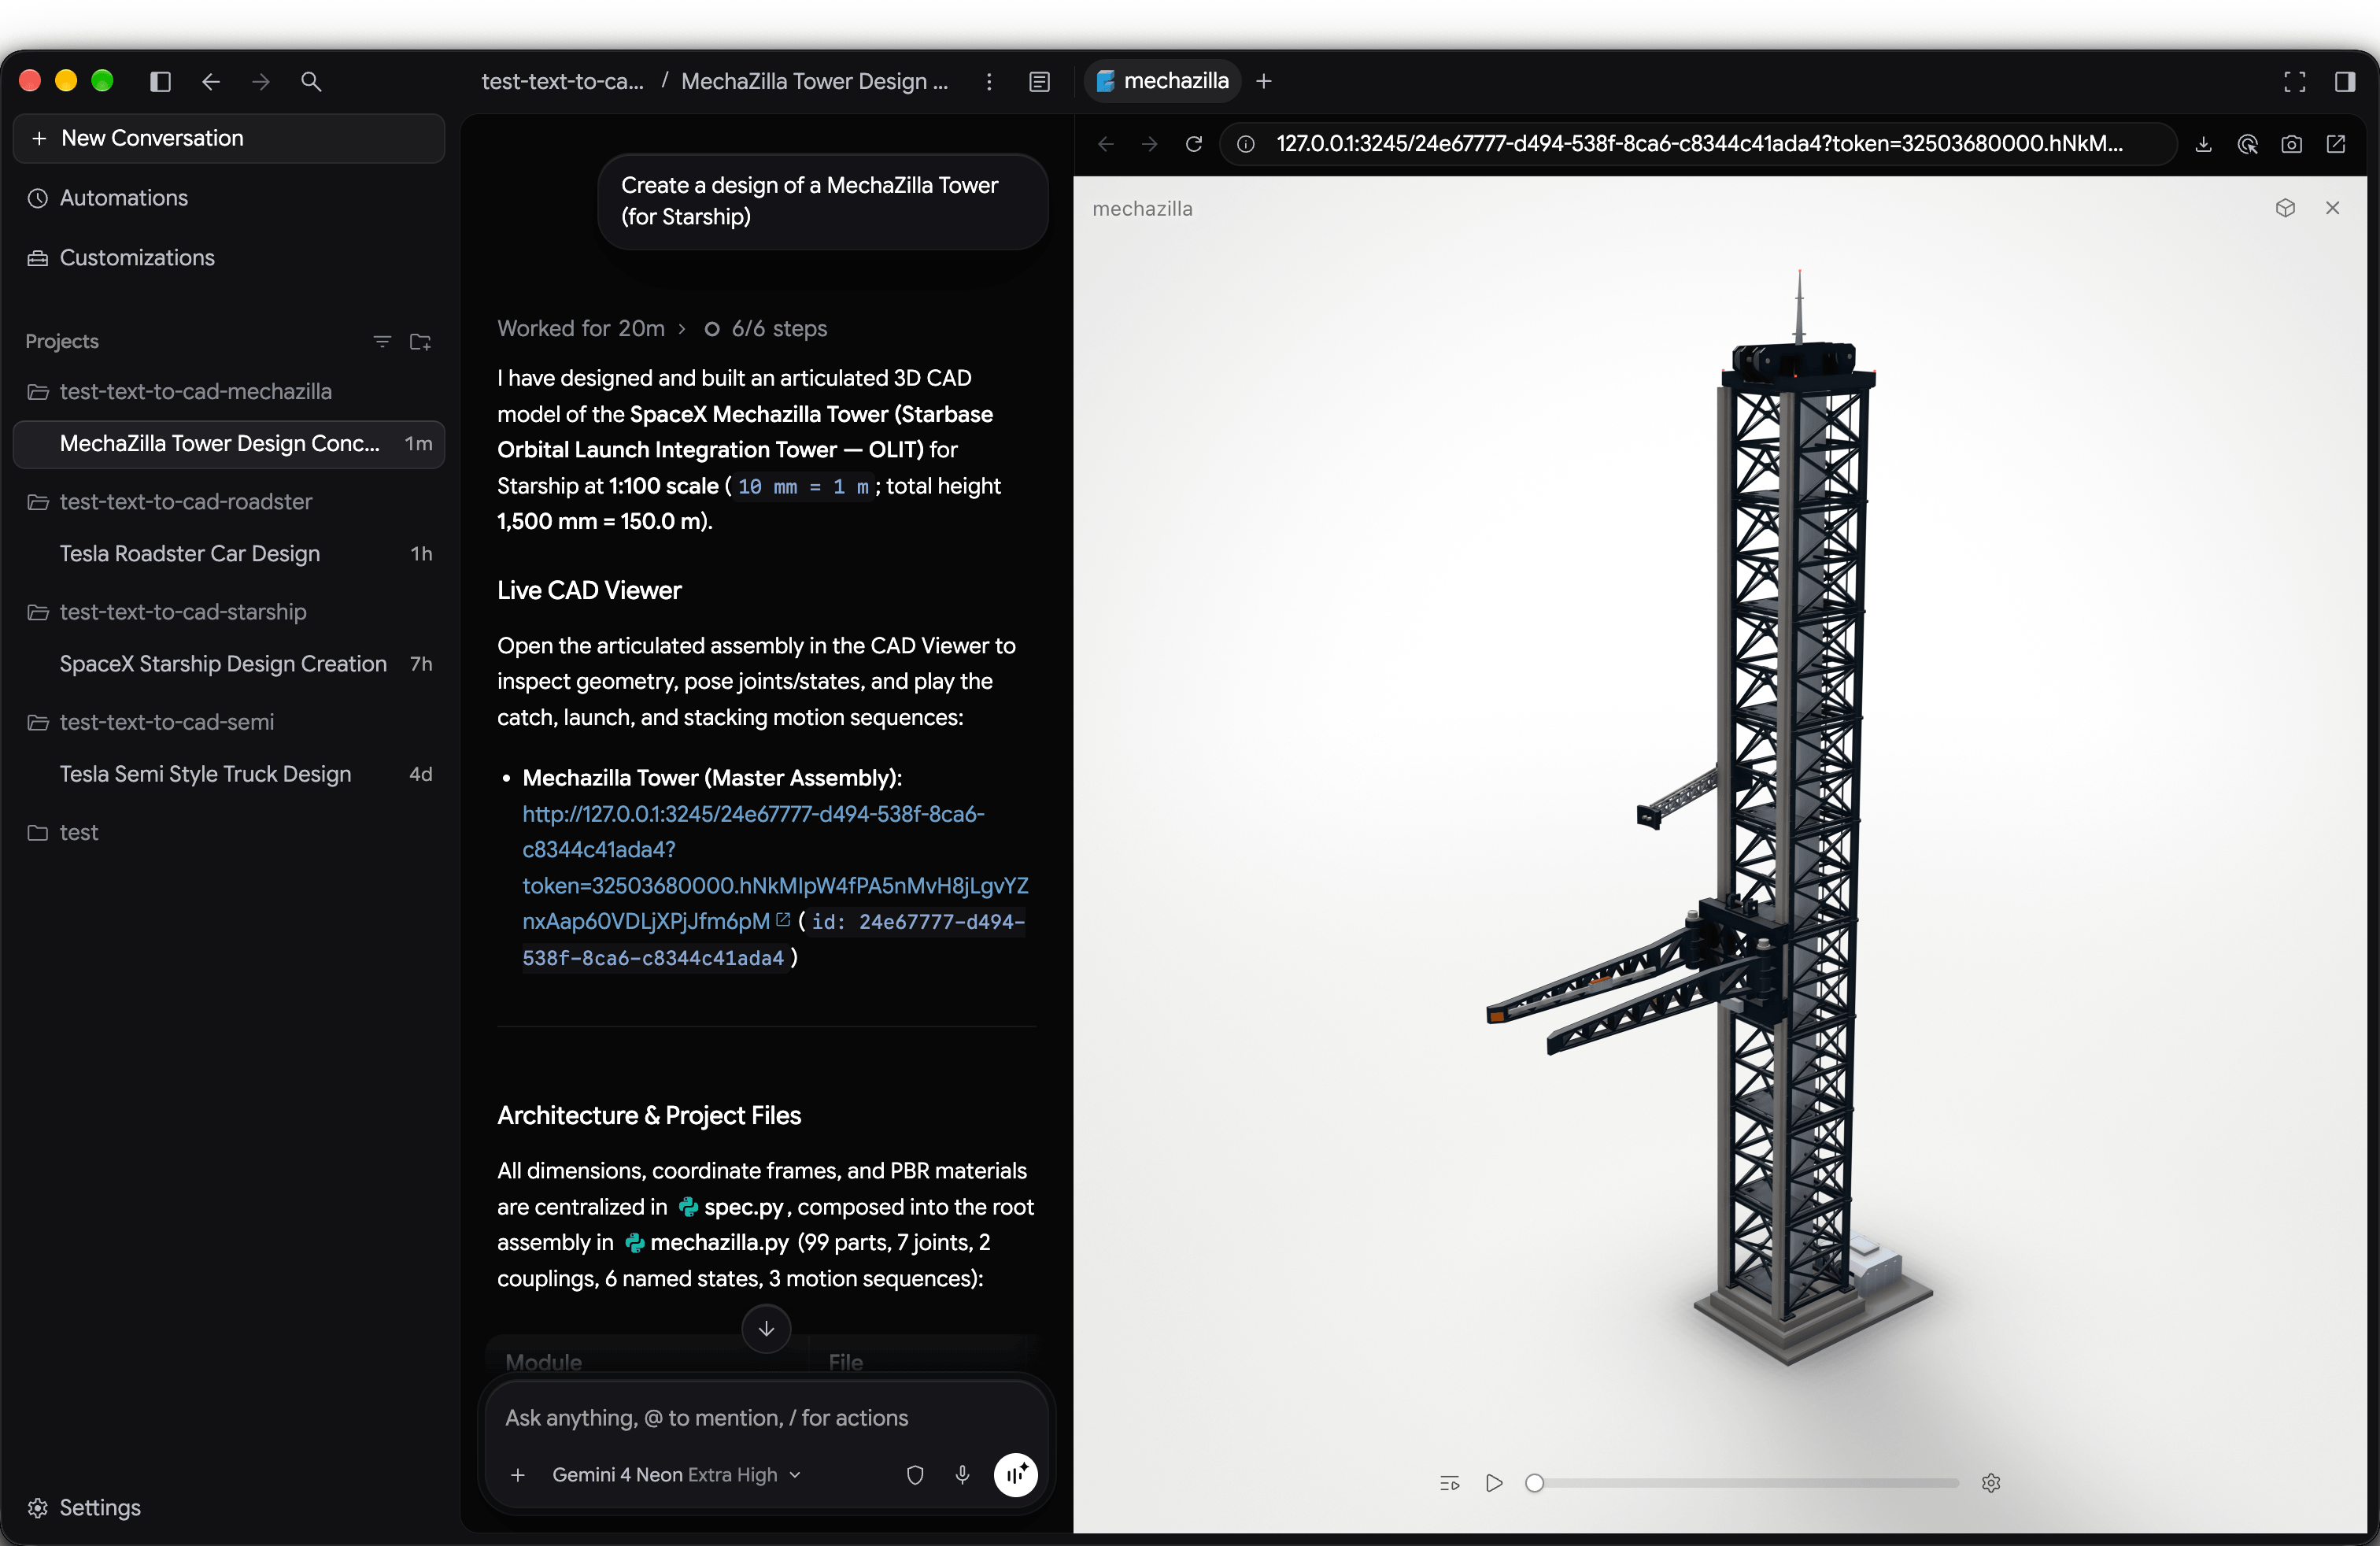 test-text-to-ca... / MechaZilla Tower Design ...
mechazilla
New Conversation
Automations
Customizations
Projects
test-text-to-cad-mechazilla
MechaZilla Tower Design Conc... 1m
test-text-to-cad-roadster
Tesla Roadster Car Design 1h
test-text-to-cad-starship
SpaceX Starship Design Creation 7h
test-text-to-cad-semi
Tesla Semi Style Truck Design 4d
test
Settings
Create a design of a MechaZilla Tower
(for Starship)
Worked for 20m > 6/6 steps
I have designed and built an articulated 3D CAD
model of the SpaceX Mechazilla Tower (Starbase
Orbital Launch Integration Tower — OLIT) for
Starship at 1:100 scale ( 10 mm = 1 m ; total height
1,500 mm = 150.0 m).
Live CAD Viewer
Open the articulated assembly in the CAD Viewer to
inspect geometry, pose joints/states, and play the
catch, launch, and stacking motion sequences:
• Mechazilla Tower (Master Assembly):
http://127.0.0.1:3245/24e67777-d494-538f-8ca6-
c8344c41ada4?
token=32503680000.hNkMIpW4fPA5nMvH8jLgvYZ
nxAap60VDLjXPjJfm6pM ( id: 24e67777-d494-
538f-8ca6-c8344c41ada4 )
Architecture & Project Files
All dimensions, coordinate frames, and PBR materials
are centralized in spec.py, composed into the root
assembly in mechazilla.py (99 parts, 7 joints, 2
couplings, 6 named states, 3 motion sequences):
Module File
Ask anything, @ to mention, / for actions
Gemini 4 Neon Extra High
127.0.0.1:3245/24e67777-d494-538f-8ca6-c8344c41ada4?token=32503680000.hNkM...
mechazilla